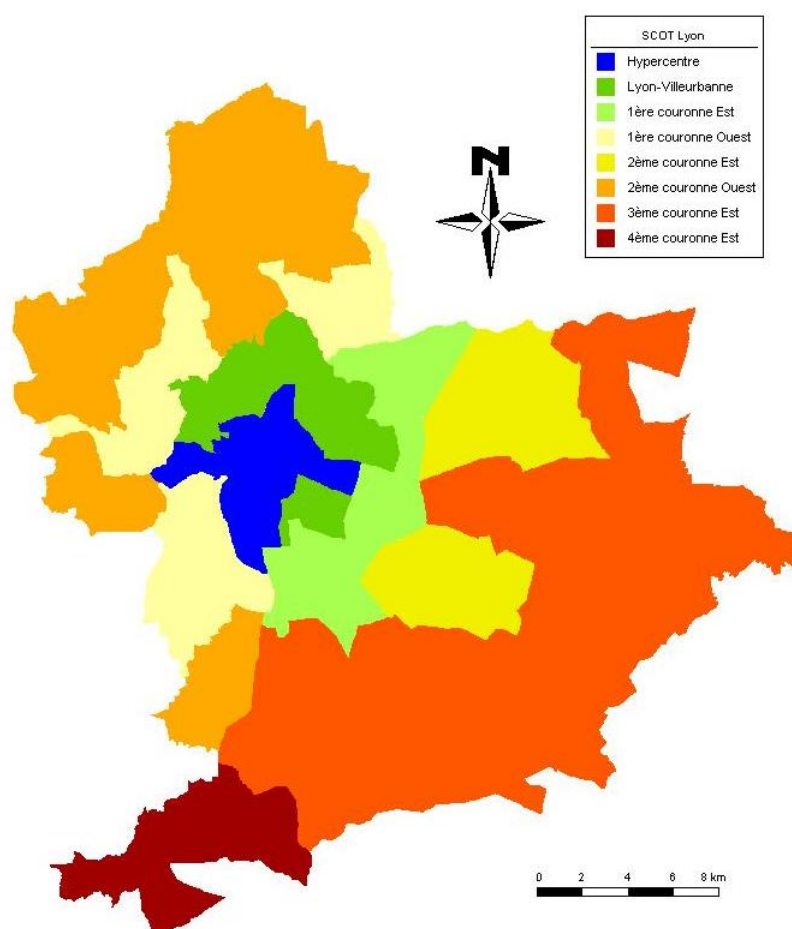 SCOT Lyon
Hypercentre
Lyon-Villeurbanne
1ère couronne Est
1ère couronne Ouest
2ème couronne Est
2ème couronne Ouest
3ème couronne Est
4ème couronne Est
N
0 2 4 6 8 km